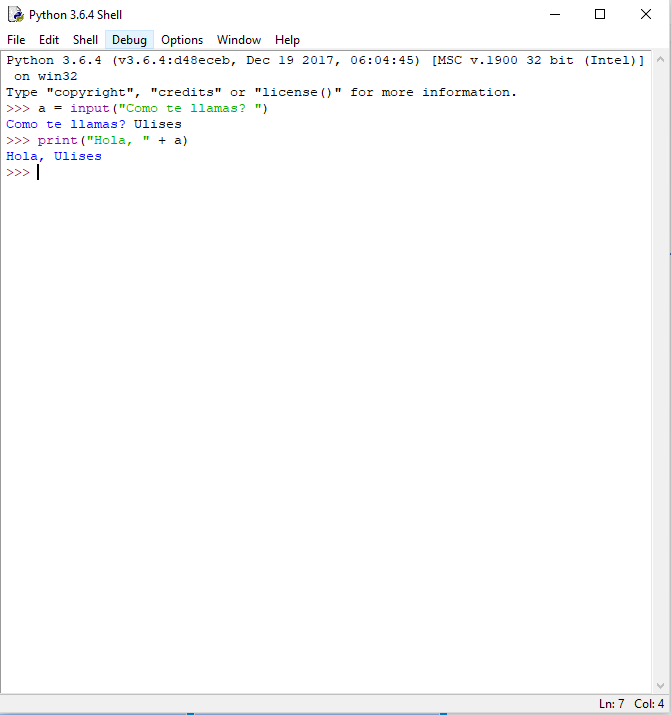 Python 3.6.4 Shell
File Edit Shell Debug Options Window Help
Python 3.6.4 (v3.6.4:d48eceb, Dec 19 2017, 06:04:45) [MSC v.1900 32 bit (Intel)]
on win32
Type "copyright", "credits" or "license()" for more information.
>>> a = input("Como te llamas? ")
Como te llamas? Ulises
>>> print("Hola, " + a)
Hola, Ulises
>>>
Ln: 7 Col: 4